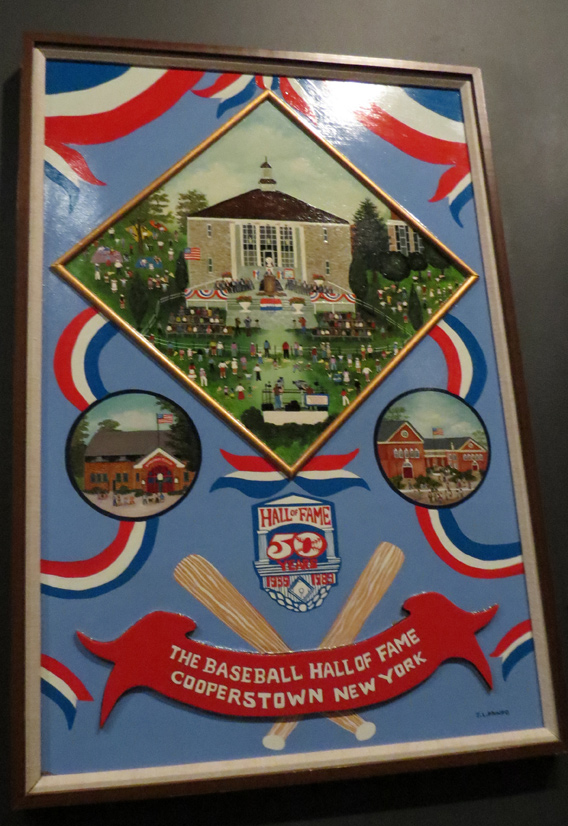 HALL OF FAME
50
YEARS
1939 1989
THE BASEBALL HALL OF FAME
COOPERSTOWN NEW YORK